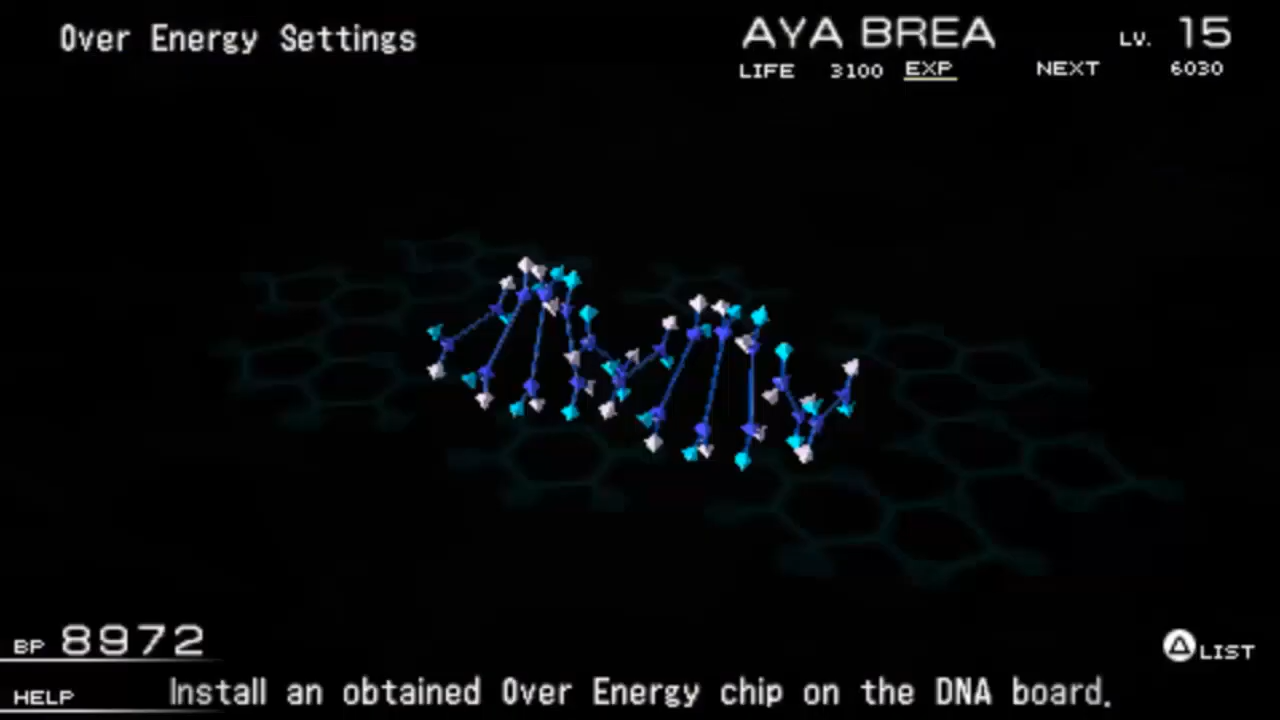 Over Energy Settings
AYA BREA LV. 15
LIFE 3100 EXP NEXT 6030
BP 8972
LIST
HELP Install an obtained Over Energy chip on the DNA board.